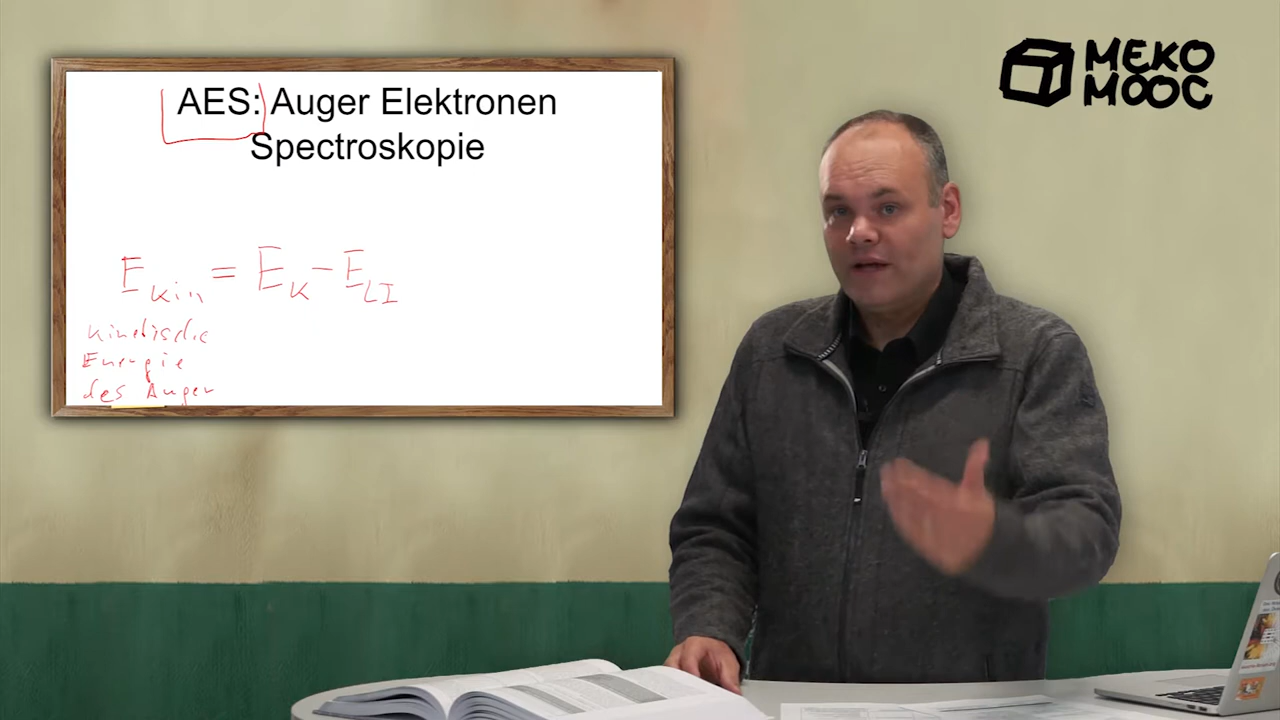 AES: Auger Elektronen
Spectroskopie
E_kin = E_K - E_LI
kinetische
Energie
des Auger
MEKO
MOOC